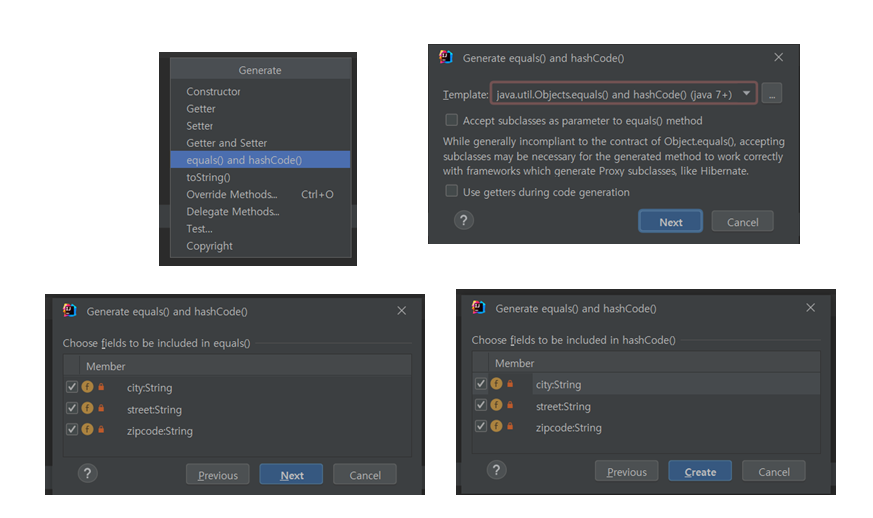 Generate
Constructor
Getter
Setter
Getter and Setter
equals() and hashCode()
toString()
Override Methods... Ctrl+O
Delegate Methods...
Test...
Copyright
Generate equals() and hashCode()
Template: java.util.Objects.equals() and hashCode() (java 7+) ...
Accept subclasses as parameter to equals() method
While generally incompliant to the contract of Object.equals(), accepting
subclasses may be necessary for the generated method to work correctly
with frameworks which generate Proxy subclasses, like Hibernate.
Use getters during code generation
? Next Cancel
Generate equals() and hashCode()
Choose fields to be included in equals()
Member
f city:String
f street:String
f zipcode:String
? Previous Next Cancel
Generate equals() and hashCode()
Choose fields to be included in hashCode()
Member
f city:String
f street:String
f zipcode:String
? Previous Create Cancel